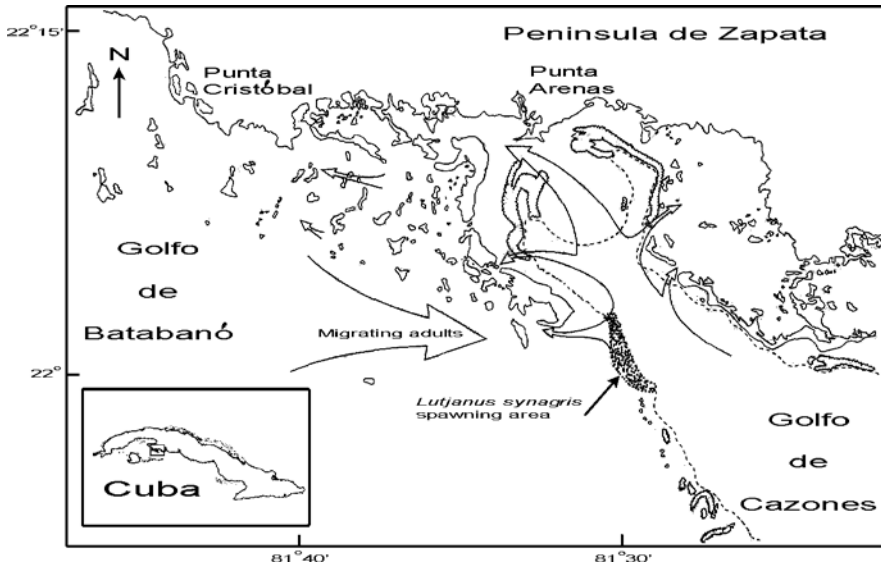 22°15'
Peninsula de Zapata
N
Punta
Cristóbal
Punta
Arenas
Golfo
de
Batabanó
Migrating adults
22°
Lutjanus synagris
spawning area
Golfo
de
Cazones
Cuba
81°40'
81°30'